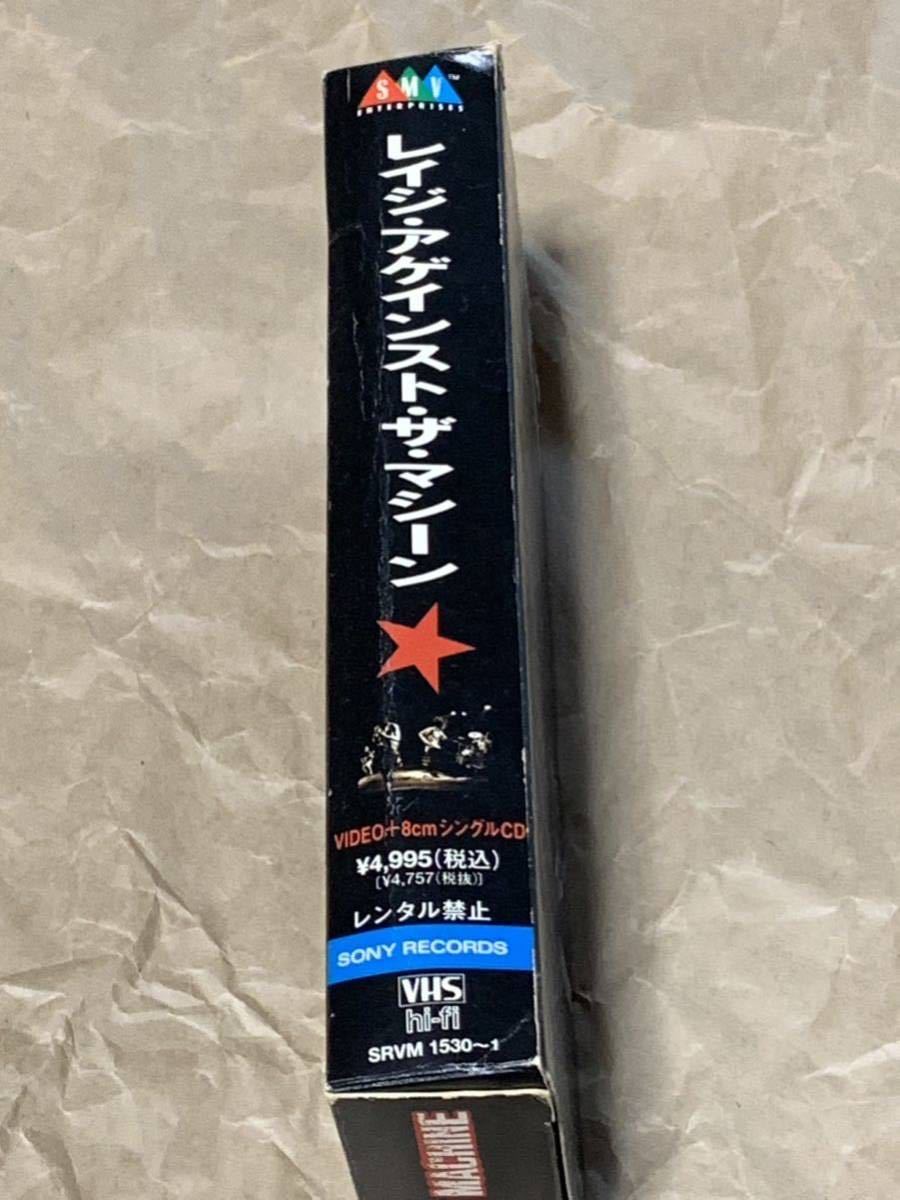 SMV™
ENTERPRISES
レイジ・アゲインスト・ザ・マシーン
VIDEO+8cmシングルCD
¥4,995(税込)
[¥4,757(税抜)]
レンタル禁止
SONY RECORDS
VHS
hi-fi
SRVM 1530〜1
MACHINE